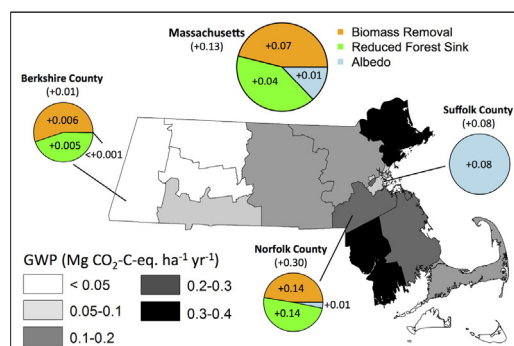 Massachusetts
(+0.13)
+0.07
+0.04
+0.01
Biomass Removal
Reduced Forest Sink
Albedo
Berkshire County
(+0.01)
+0.006
+0.005
<+0.001
Suffolk County
(+0.08)
+0.08
Norfolk County
(+0.30)
+0.14
+0.14
+0.01
GWP (Mg CO₂-C-eq. ha⁻¹ yr⁻¹)
< 0.05
0.05-0.1
0.1-0.2
0.2-0.3
0.3-0.4